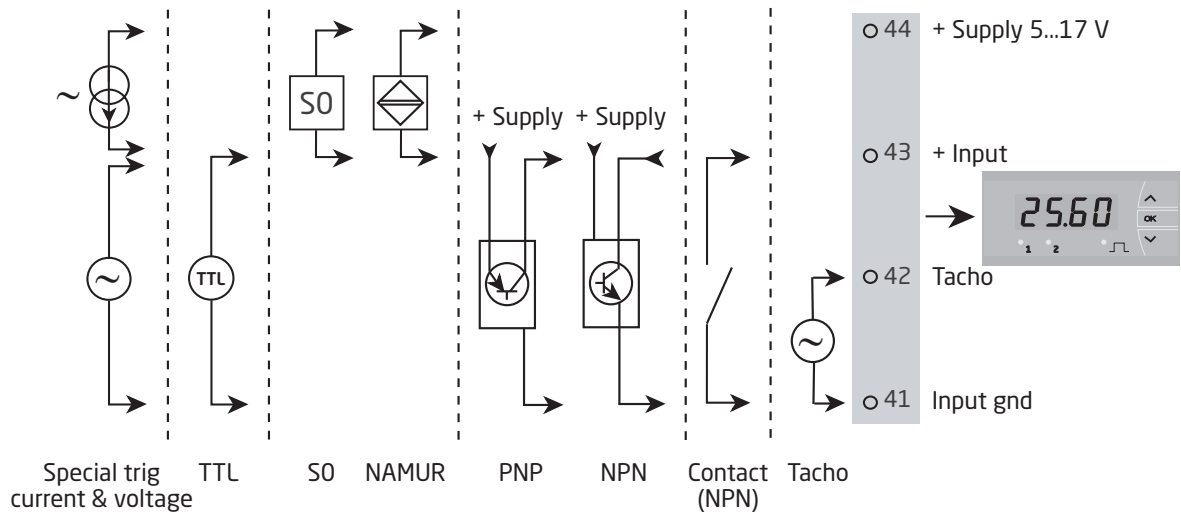 44 + Supply 5...17 V
~
S0
+ Supply + Supply
43 + Input
25.60
OK
1 2
~
TTL
42 Tacho
~
41 Input gnd
Special trig
current & voltage
TTL
S0
NAMUR
PNP
NPN
Contact
(NPN)
Tacho